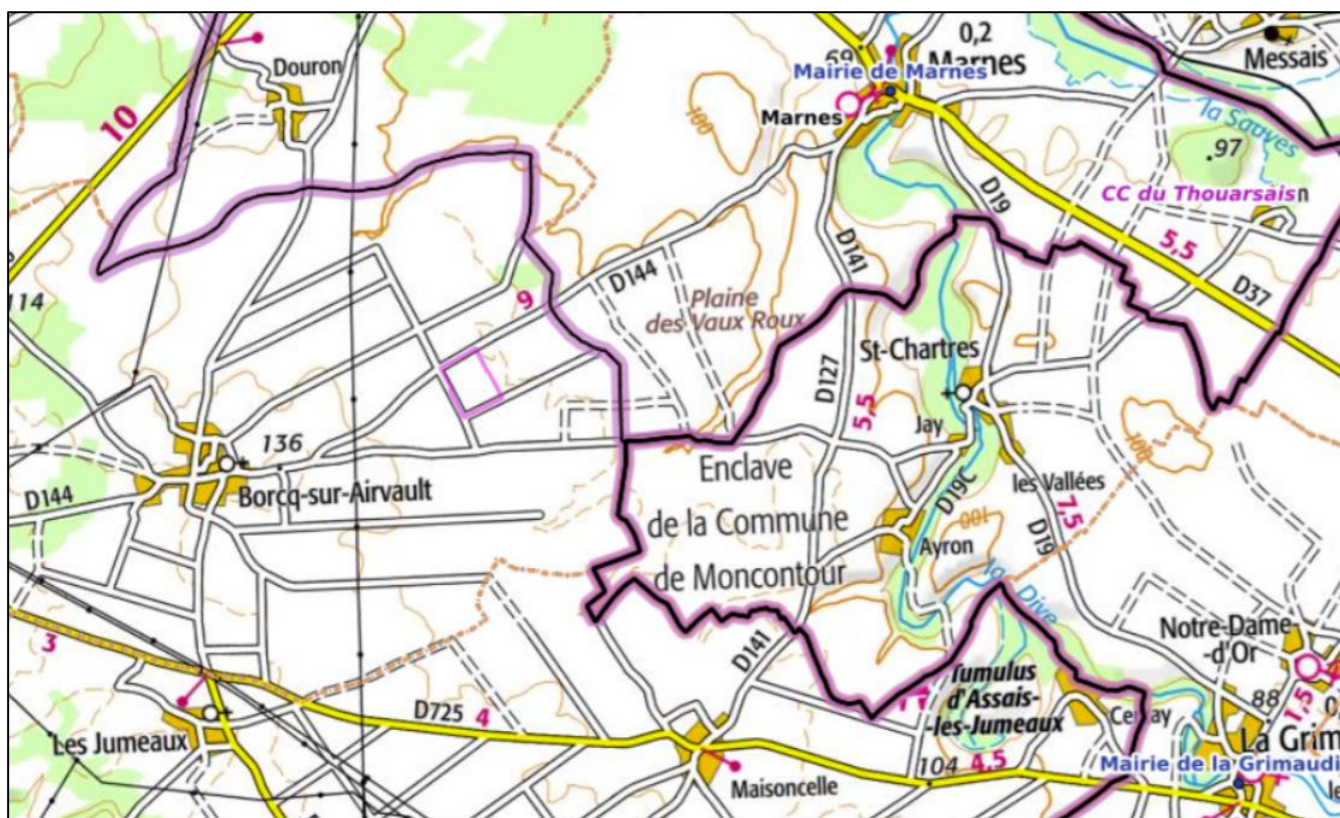 0,2
Messais
69
Marnes
Mairie de Marnes
Douron
10
Marnes
la Sauves
100
97
D19
CC du Thouarsais
n
5,5
D141
D144
9
Plaine
des Vaux Roux
D37
114
St-Chartres
D127
5,5
Jay
136
100
Enclave
de la Commune
de Moncontour
D144
Borcq-sur-Airvault
D19C
les Vallées
7,5
D19
100
Ayron
la Dive
3
D141
Notre-Dame
-d'Or
Tumulus
d'Assais-
-les-Jumeaux
88
1,5
D725
4
Les Jumeaux
La Grim
Mairie de la Grimaudi
104
4,5
Maisoncelle
le